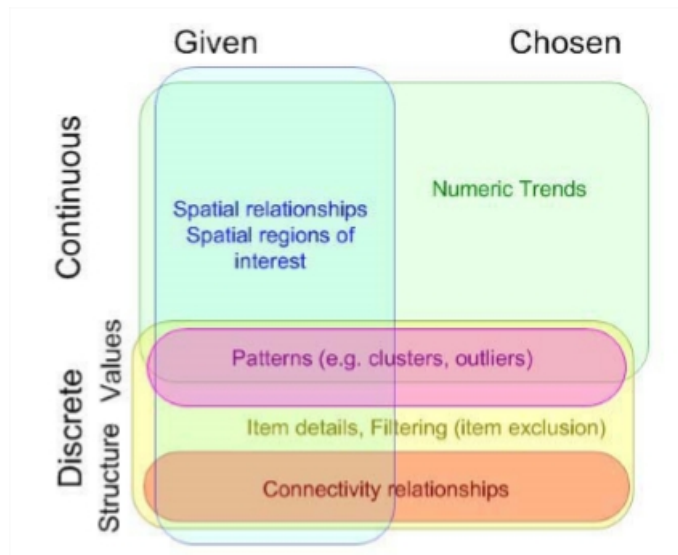 Given
Chosen
Continuous
Numeric Trends
Spatial relationships
Spatial regions of
interest
Discrete
Values
Patterns (e.g. clusters, outliers)
Item details, Filtering (item exclusion)
Structure
Connectivity relationships